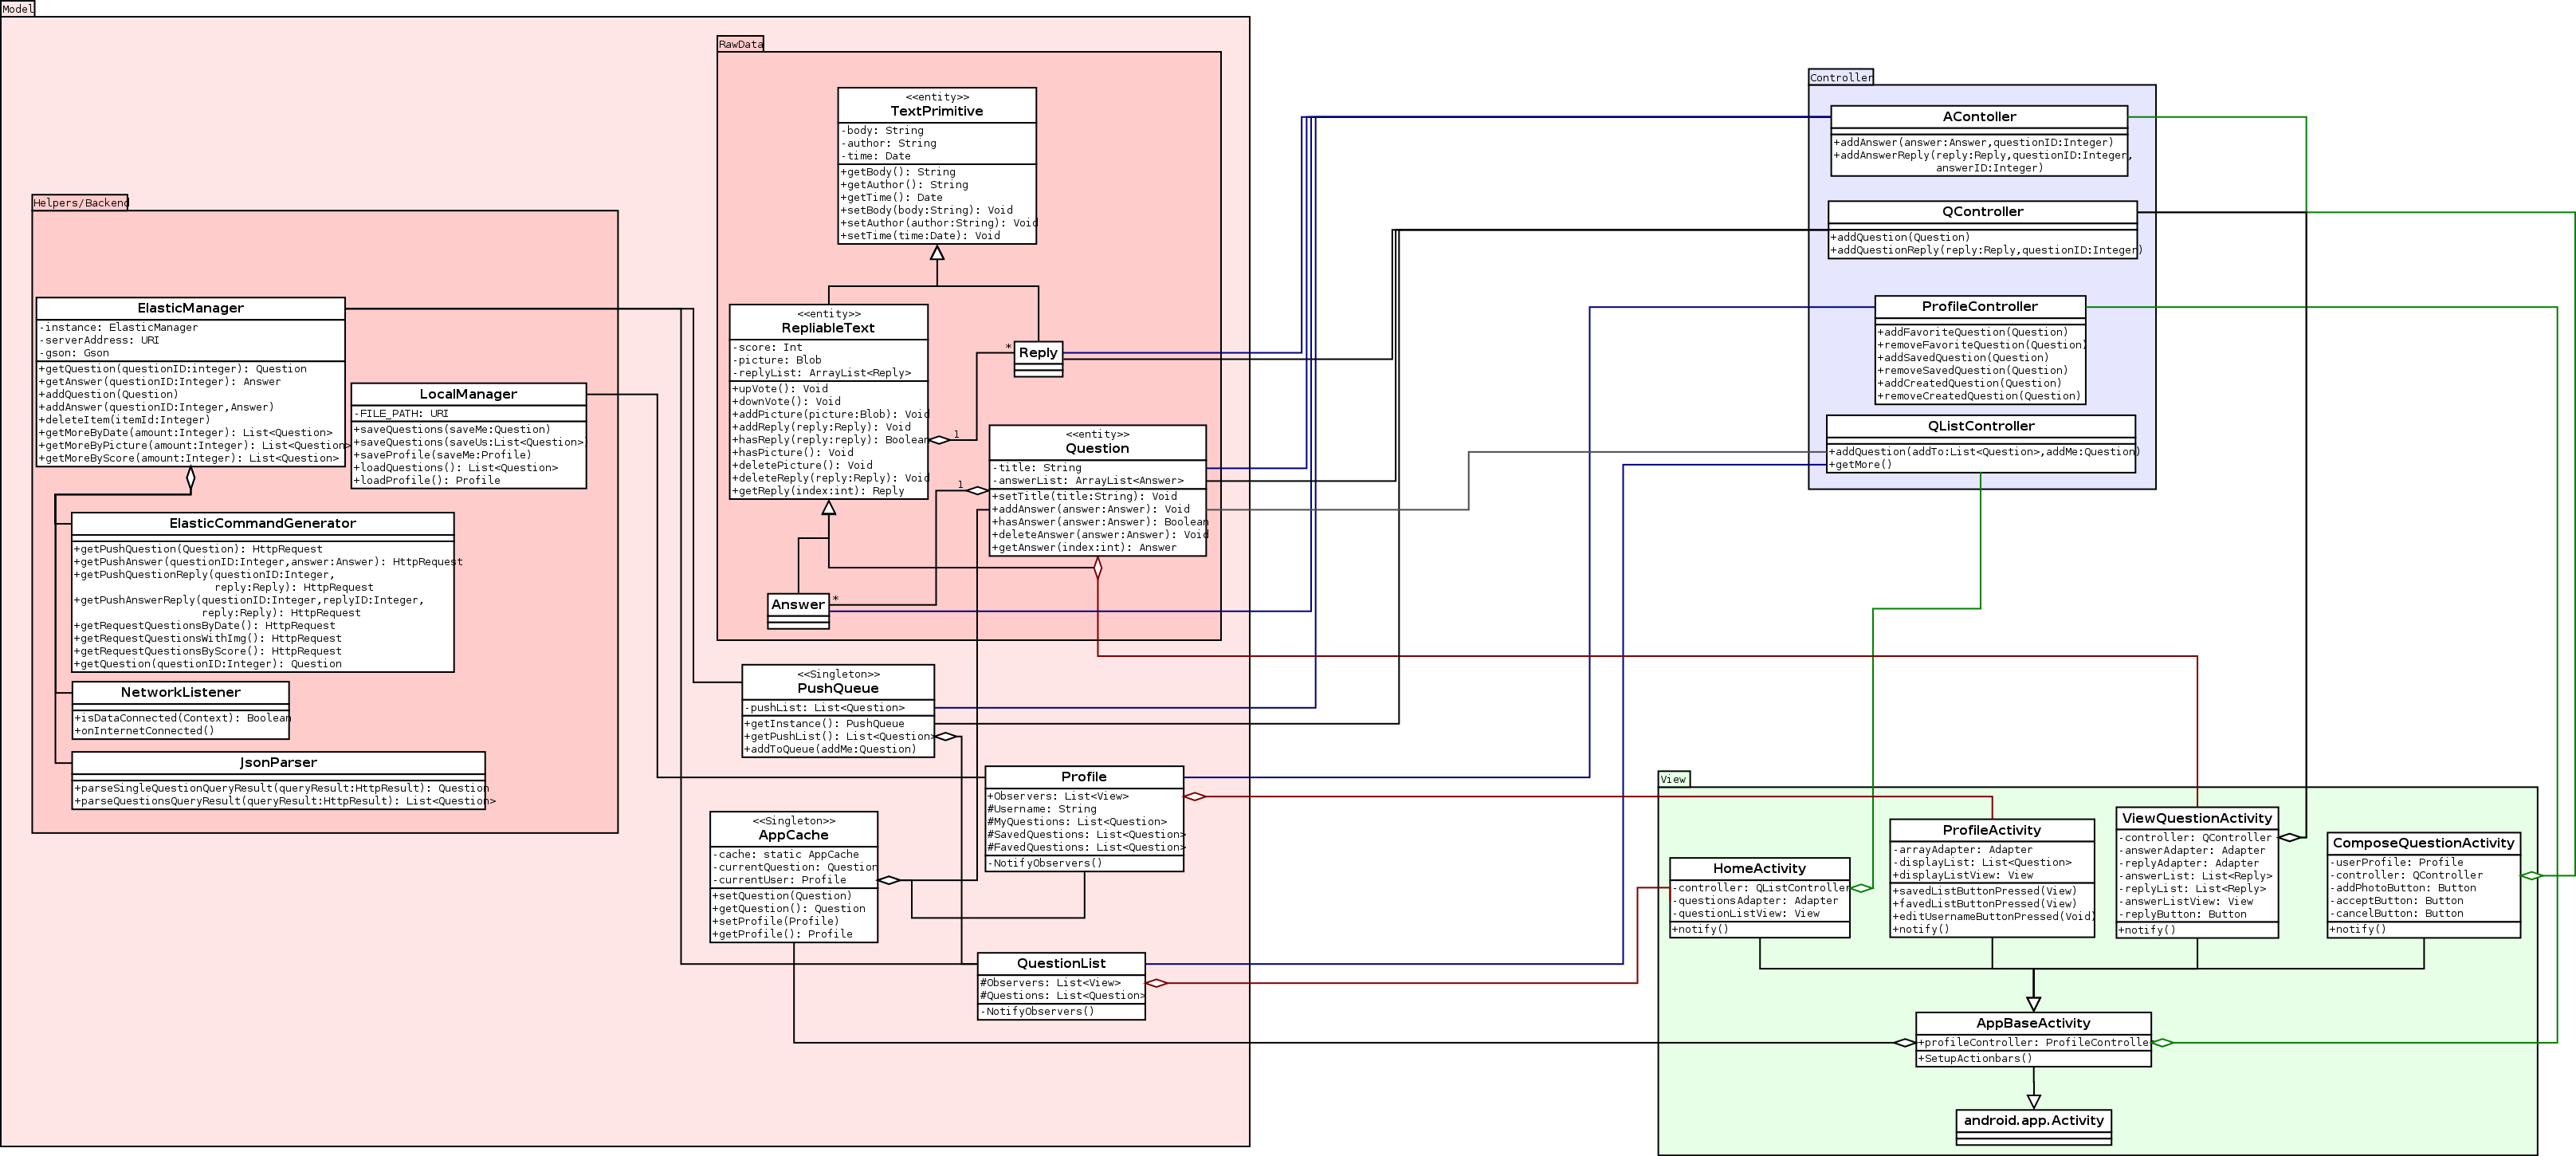 Model
RawData
<<entity>>
TextPrimitive
-body: String
-author: String
-time: Date
+getBody(): String
+getAuthor(): String
+getTime(): Date
+setBody(body:String): Void
+setAuthor(author:String): Void
+setTime(time:Date): Void
<<entity>>
RepliableText
-score: Int
-picture: Blob
-replyList: ArrayList<Reply>
+upVote(): Void
+downVote(): Void
+addPicture(picture:Blob): Void
+addReply(reply:Reply): Void
+hasReply(reply:reply): Boolean
+hasPicture(): Void
+deletePicture(): Void
+deleteReply(reply:Reply): Void
+getReply(index:int): Reply
*
Reply
1
<<entity>>
Question
-title: String
-answerList: ArrayList<Answer>
+setTitle(title:String): Void
+addAnswer(answer:Answer): Void
+hasAnswer(answer:Answer): Boolean
+deleteAnswer(answer:Answer): Void
+getAnswer(index:int): Answer
1
*
Answer
Helpers/Backend
ElasticManager
-instance: ElasticManager
-serverAddress: URI
-gson: Gson
+getQuestion(questionID:integer): Question
+getAnswer(questionID:Integer): Answer
+addQuestion(Question)
+addAnswer(questionID:Integer,Answer)
+deleteItem(itemId:Integer)
+getMoreByDate(amount:Integer): List<Question>
+getMoreByPicture(amount:Integer): List<Question>
+getMoreByScore(amount:Integer): List<Question>
LocalManager
-FILE_PATH: URI
+saveQuestions(saveMe:Question)
+saveQuestions(saveUs:List<Question>)
+saveProfile(saveMe:Profile)
+loadQuestions(): List<Question>
+loadProfile(): Profile
ElasticCommandGenerator
+getPushQuestion(Question): HttpRequest
+getPushAnswer(questionID:Integer,answer:Answer): HttpRequest
+getPushQuestionReply(questionID:Integer,
reply:Reply): HttpRequest
+getPushAnswerReply(questionID:Integer,replyID:Integer,
reply:Reply): HttpRequest
+getRequestQuestionsByDate(): HttpRequest
+getRequestQuestionsWithImg(): HttpRequest
+getRequestQuestionsByScore(): HttpRequest
+getQuestion(questionID:Integer): Question
NetworkListener
+isDataConnected(Context): Boolean
+onInternetConnected()
JsonParser
+parseSingleQuestionQueryResult(queryResult:HttpResult): Question
+parseQuestionsQueryResult(queryResult:HttpResult): List<Question>
<<Singleton>>
PushQueue
-pushList: List<Question>
+getInstance(): PushQueue
+getPushList(): List<Question>
+addToQueue(addMe:Question)
Profile
+Observers: List<View>
#Username: String
#MyQuestions: List<Question>
#SavedQuestions: List<Question>
#FavedQuestions: List<Question>
-NotifyObservers()
<<Singleton>>
AppCache
-cache: static AppCache
-currentQuestion: Question
-currentUser: Profile
+setQuestion(Question)
+getQuestion(): Question
+setProfile(Profile)
+getProfile(): Profile
QuestionList
#Observers: List<View>
#Questions: List<Question>
-NotifyObservers()
Controller
AContoller
+addAnswer(answer:Answer,questionID:Integer)
+addAnswerReply(reply:Reply,questionID:Integer,
answerID:Integer)
QController
+addQuestion(Question)
+addQuestionReply(reply:Reply,questionID:Integer)
ProfileController
+addFavoriteQuestion(Question)
+removeFavoriteQuestion(Question)
+addSavedQuestion(Question)
+removeSavedQuestion(Question)
+addCreatedQuestion(Question)
+removeCreatedQuestion(Question)
QListController
+addQuestion(addTo:List<Question>,addMe:Question)
+getMore()
View
HomeActivity
-controller: QListController
-questionsAdapter: Adapter
-questionListView: View
+notify()
ProfileActivity
-arrayAdapter: Adapter
-displayList: List<Question>
+displayListView: View
+savedListButtonPressed(View)
+favedListButtonPressed(View)
+editUsernameButtonPressed(Void)
+notify()
ViewQuestionActivity
-controller: QController
-answerAdapter: Adapter
-replyAdapter: Adapter
-answerList: List<Reply>
-replyList: List<Reply>
-answerListView: View
-replyButton: Button
+notify()
ComposeQuestionActivity
-userProfile: Profile
-controller: QController
-addPhotoButton: Button
-acceptButton: Button
-cancelButton: Button
+notify()
AppBaseActivity
+profileController: ProfileController
+SetupActionbars()
android.app.Activity